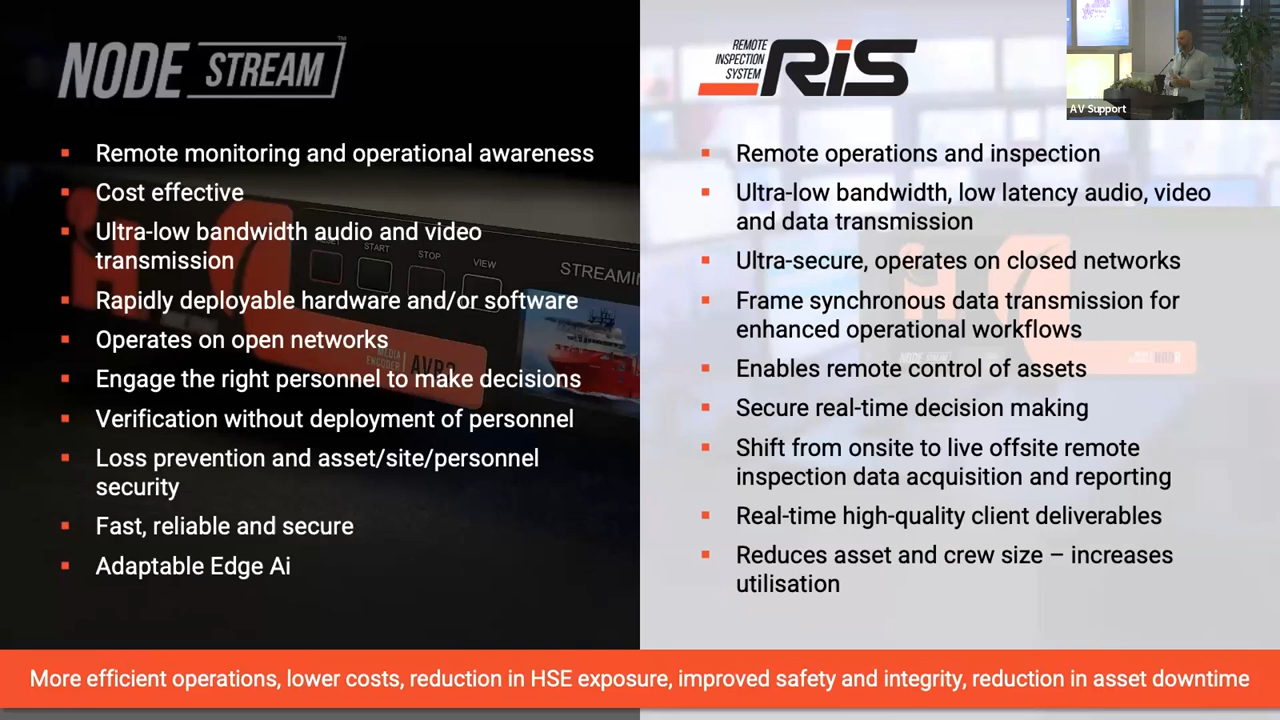 NODE STREAM™
Remote monitoring and operational awareness
Cost effective
Ultra-low bandwidth audio and video
transmission
Rapidly deployable hardware and/or software
Operates on open networks
Engage the right personnel to make decisions
Verification without deployment of personnel
Loss prevention and asset/site/personnel
security
Fast, reliable and secure
Adaptable Edge Ai
START
STOP
VIEW
STREAMIN
MEDIA
ENCODER
REMOTE
INSPECTION
SYSTEM
RiS
AV Support
Remote operations and inspection
Ultra-low bandwidth, low latency audio, video
and data transmission
Ultra-secure, operates on closed networks
Frame synchronous data transmission for
enhanced operational workflows
Enables remote control of assets
Secure real-time decision making
Shift from onsite to live offsite remote
inspection data acquisition and reporting
Real-time high-quality client deliverables
Reduces asset and crew size – increases
utilisation
More efficient operations, lower costs, reduction in HSE exposure, improved safety and integrity, reduction in asset downtime